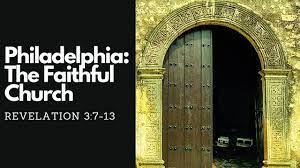 Philadelphia:
The Faithful
Church
REVELATION 3:7-13